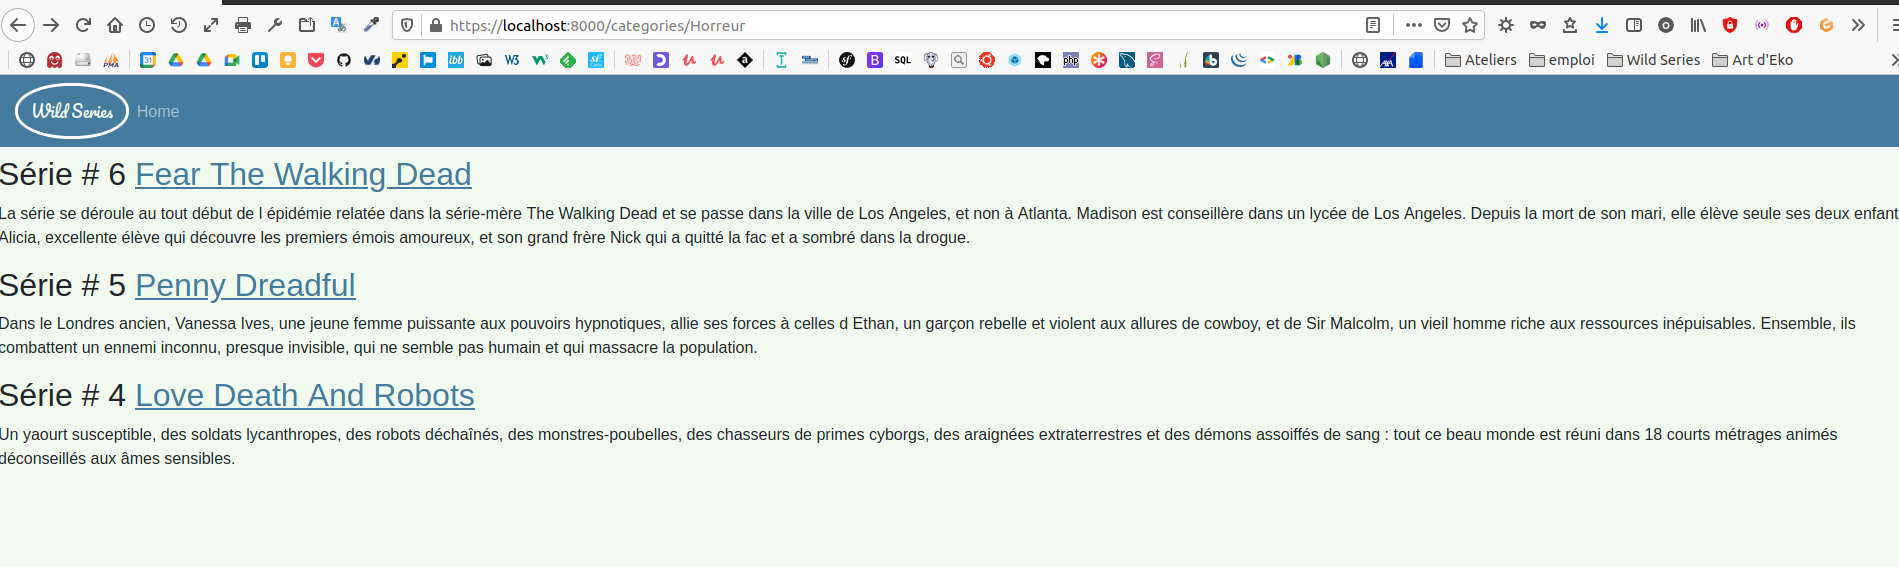 https://localhost:8000/categories/Horreur
PMA 31 ibb W3 SQL php AXA Ateliers emploi Wild Series Art d'Eko
Wild Series Home
Série # 6 Fear The Walking Dead
La série se déroule au tout début de l épidémie relatée dans la série-mère The Walking Dead et se passe dans la ville de Los Angeles, et non à Atlanta. Madison est conseillère dans un lycée de Los Angeles. Depuis la mort de son mari, elle élève seule ses deux enfant
Alicia, excellente élève qui découvre les premiers émois amoureux, et son grand frère Nick qui a quitté la fac et a sombré dans la drogue.
Série # 5 Penny Dreadful
Dans le Londres ancien, Vanessa Ives, une jeune femme puissante aux pouvoirs hypnotiques, allie ses forces à celles d Ethan, un garçon rebelle et violent aux allures de cowboy, et de Sir Malcolm, un vieil homme riche aux ressources inépuisables. Ensemble, ils
combattent un ennemi inconnu, presque invisible, qui ne semble pas humain et qui massacre la population.
Série # 4 Love Death And Robots
Un yaourt susceptible, des soldats lycanthropes, des robots déchaînés, des monstres-poubelles, des chasseurs de primes cyborgs, des araignées extraterrestres et des démons assoiffés de sang : tout ce beau monde est réuni dans 18 courts métrages animés
déconseillés aux âmes sensibles.